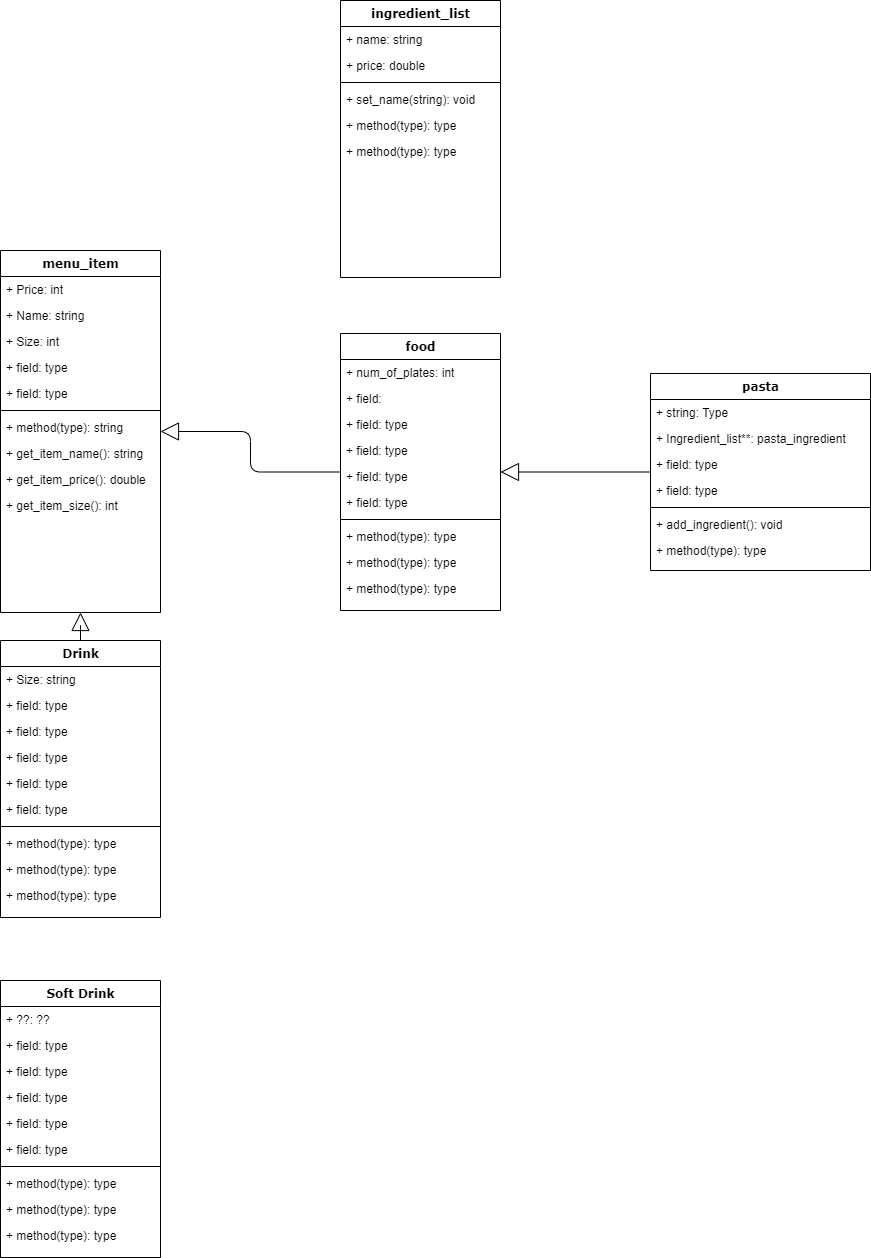 ingredient_list
+ name: string
+ price: double
+ set_name(string): void
+ method(type): type
+ method(type): type
menu_item
+ Price: int
+ Name: string
+ Size: int
+ field: type
+ field: type
+ method(type): string
+ get_item_name(): string
+ get_item_price(): double
+ get_item_size(): int
food
+ num_of_plates: int
+ field:
+ field: type
+ field: type
+ field: type
+ field: type
+ method(type): type
+ method(type): type
+ method(type): type
pasta
+ string: Type
+ Ingredient_list**: pasta_ingredient
+ field: type
+ field: type
+ add_ingredient(): void
+ method(type): type
Drink
+ Size: string
+ field: type
+ field: type
+ field: type
+ field: type
+ field: type
+ method(type): type
+ method(type): type
+ method(type): type
Soft Drink
+ ??: ??
+ field: type
+ field: type
+ field: type
+ field: type
+ field: type
+ method(type): type
+ method(type): type
+ method(type): type